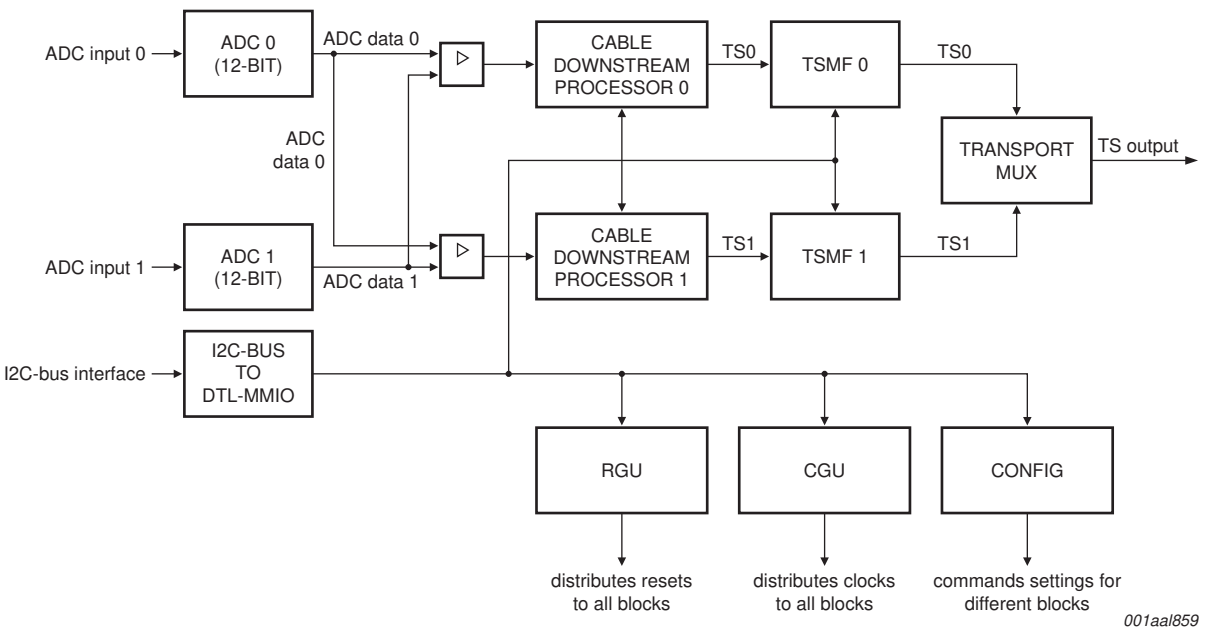 ADC input 0
ADC 0
(12-BIT)
ADC data 0
CABLE
DOWNSTREAM
PROCESSOR 0
TS0
TSMF 0
TS0
ADC
data 0
TRANSPORT
MUX
TS output
ADC input 1
ADC 1
(12-BIT)
ADC data 1
CABLE
DOWNSTREAM
PROCESSOR 1
TS1
TSMF 1
TS1
I2C-bus interface
I2C-BUS
TO
DTL-MMIO
RGU
CGU
CONFIG
distributes resets
to all blocks
distributes clocks
to all blocks
commands settings for
different blocks
001aal859